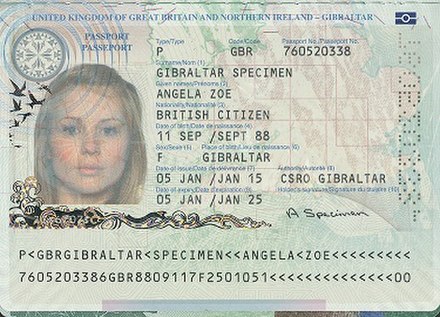 UNITED KINGDOM OF GREAT BRITAIN AND NORTHERN IRELAND – GIBRALTAR
PASSPORT
PASSEPORT
Type/Type Code/Code Passport No./Passeport No.
P GBR 760520338
Surname/Nom (1)
GIBRALTAR SPECIMEN
Given names/Prénoms (2)
ANGELA ZOE
Nationality/Nationalité (3)
BRITISH CITIZEN
Date of birth/Date de naissance (4)
11 SEP /SEPT 88
Sex/Sexe (5) Place of birth/Lieu de naissance (6)
F GIBRALTAR
Date of issue/Date de délivrance (7) Authority/Autorité (8)
05 JAN /JAN 15 CSRO GIBRALTAR
Date of expiry/Date d'expiration (9) Holder's signature/Signature du titulaire (10)
05 JAN /JAN 25
A Specimen
P<GBRGIBRALTAR<SPECIMEN<<ANGELA<ZOE<<<<<<<<<
7605203386GBR8809117F2501051<<<<<<<<<<<<<<00